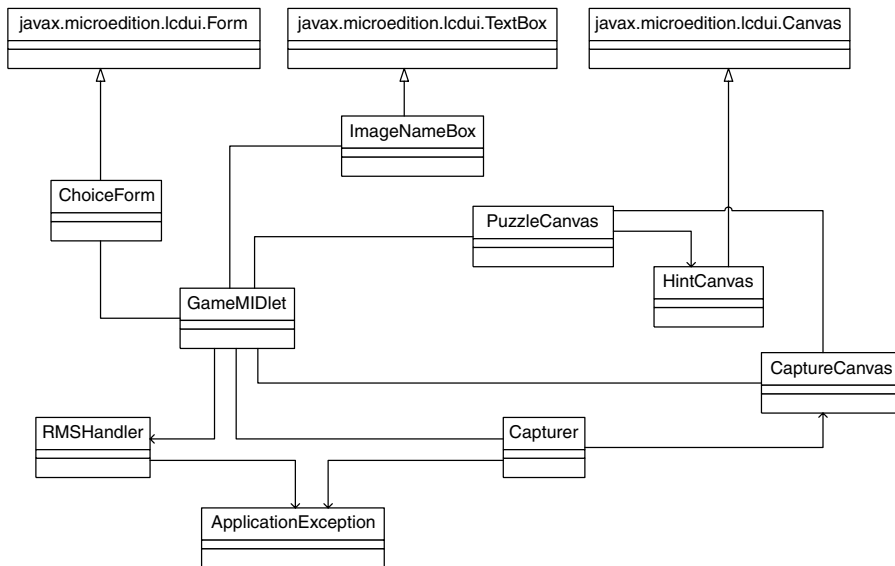 javax.microedition.lcdui.Form
javax.microedition.lcdui.TextBox
javax.microedition.lcdui.Canvas
ImageNameBox
ChoiceForm
PuzzleCanvas
HintCanvas
GameMIDlet
CaptureCanvas
RMSHandler
Capturer
ApplicationException